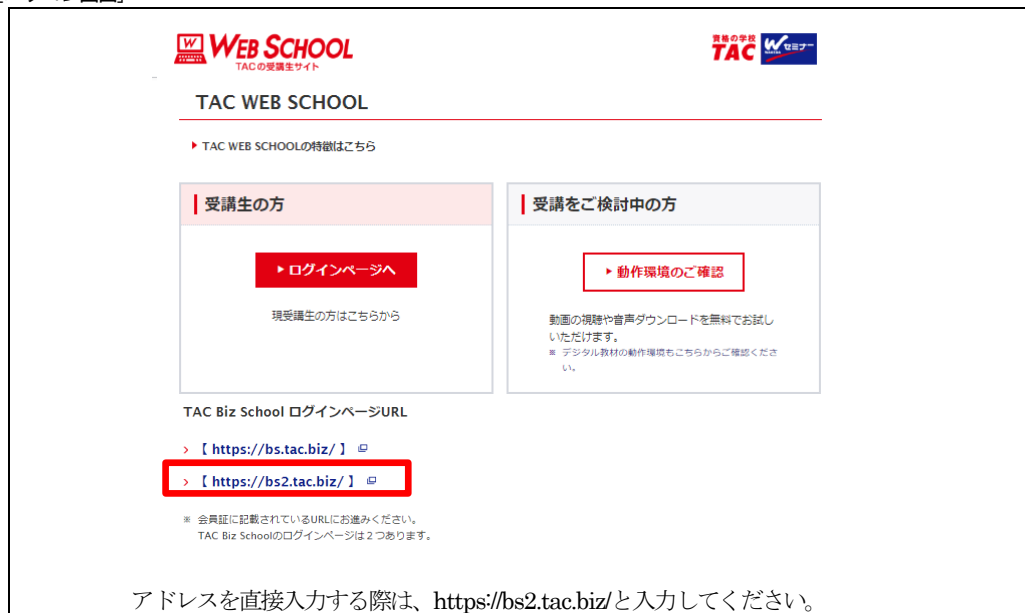 WEB SCHOOL
TACの受講生サイト
資格の学校
TAC
Wセミナー
TAC WEB SCHOOL
TAC WEB SCHOOLの特徴はこちら
受講生の方
ログインページへ
現受講生の方はこちらから
受講をご検討中の方
動作環境のご確認
動画の視聴や音声ダウンロードを無料でお試し
いただけます。
※ デジタル教材の動作環境もこちらからご確認くださ
い。
TAC Biz School ログインページURL
> 【 https://bs.tac.biz/ 】
> 【 https://bs2.tac.biz/ 】
※ 会員証に記載されているURLにお進みください。
TAC Biz Schoolのログインページは2つあります。
アドレスを直接入力する際は、https://bs2.tac.biz/と入力してください。